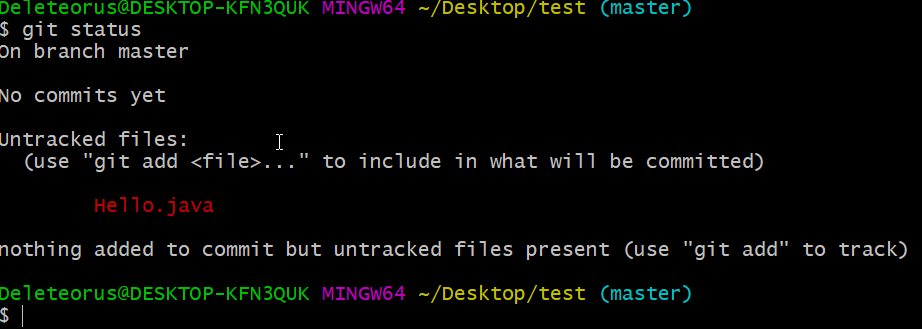 Deleteorus@DESKTOP-KFN3QUK MINGW64 ~/Desktop/test (master)
$ git status
On branch master
No commits yet
Untracked files:
  (use "git add <file>..." to include in what will be committed)
        Hello.java
nothing added to commit but untracked files present (use "git add" to track)
Deleteorus@DESKTOP-KFN3QUK MINGW64 ~/Desktop/test (master)
$